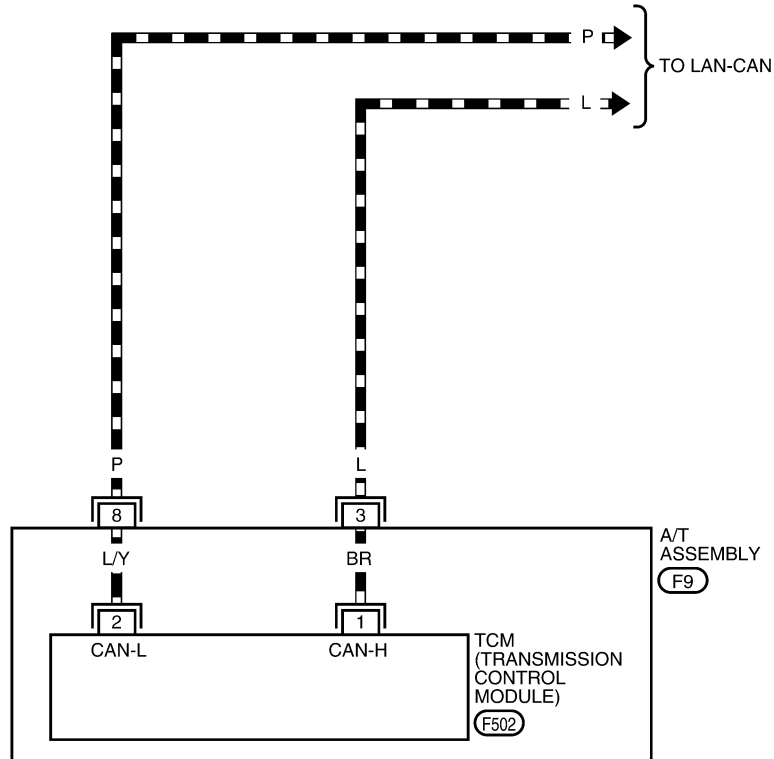 P
TO LAN-CAN
L
P
L
8
3
A/T
ASSEMBLY
F9
L/Y
BR
2
1
CAN-L
CAN-H
TCM
(TRANSMISSION
CONTROL
MODULE)
F502